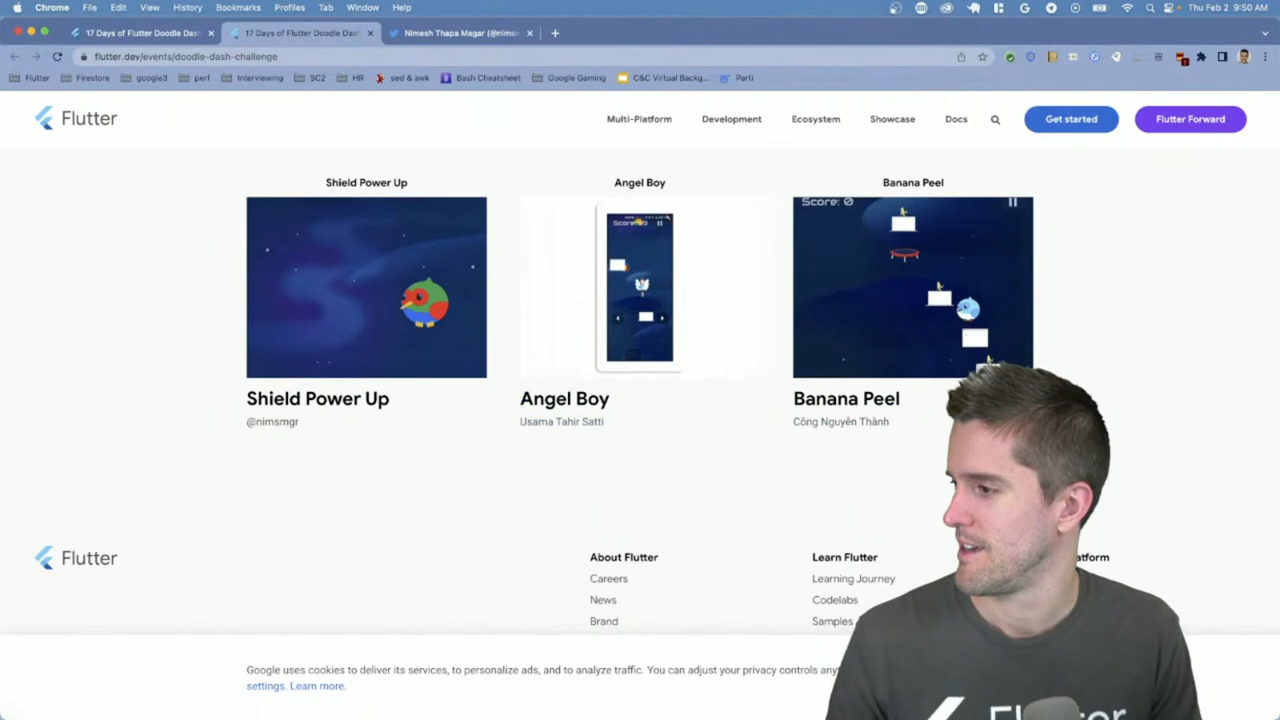 Chrome File Edit View History Bookmarks Profiles Tab Window Help Thu Feb 2 9:50 AM
17 Days of Flutter Doodle Das 17 Days of Flutter Doodle Das Nimesh Thapa Magar (@nimsm
flutter.dev/events/doodle-dash-challenge
Flutter Firestore google3 perf Interviewing SC2 HR sed & awk Bash Cheatsheet Google Gaming C&C Virtual Backg... Parti
Flutter Multi-Platform Development Ecosystem Showcase Docs Get started Flutter Forward
Shield Power Up Angel Boy Banana Peel
Score: 0
Shield Power Up Angel Boy Banana Peel
@nimsmgr Usama Tahir Satti Công Nguyên Thành
Flutter About Flutter Learn Flutter atform
Careers Learning Journey
News Codelabs
Brand Samples
Google uses cookies to deliver its services, to personalize ads, and to analyze traffic. You can adjust your privacy controls any
settings. Learn more.
Flutter